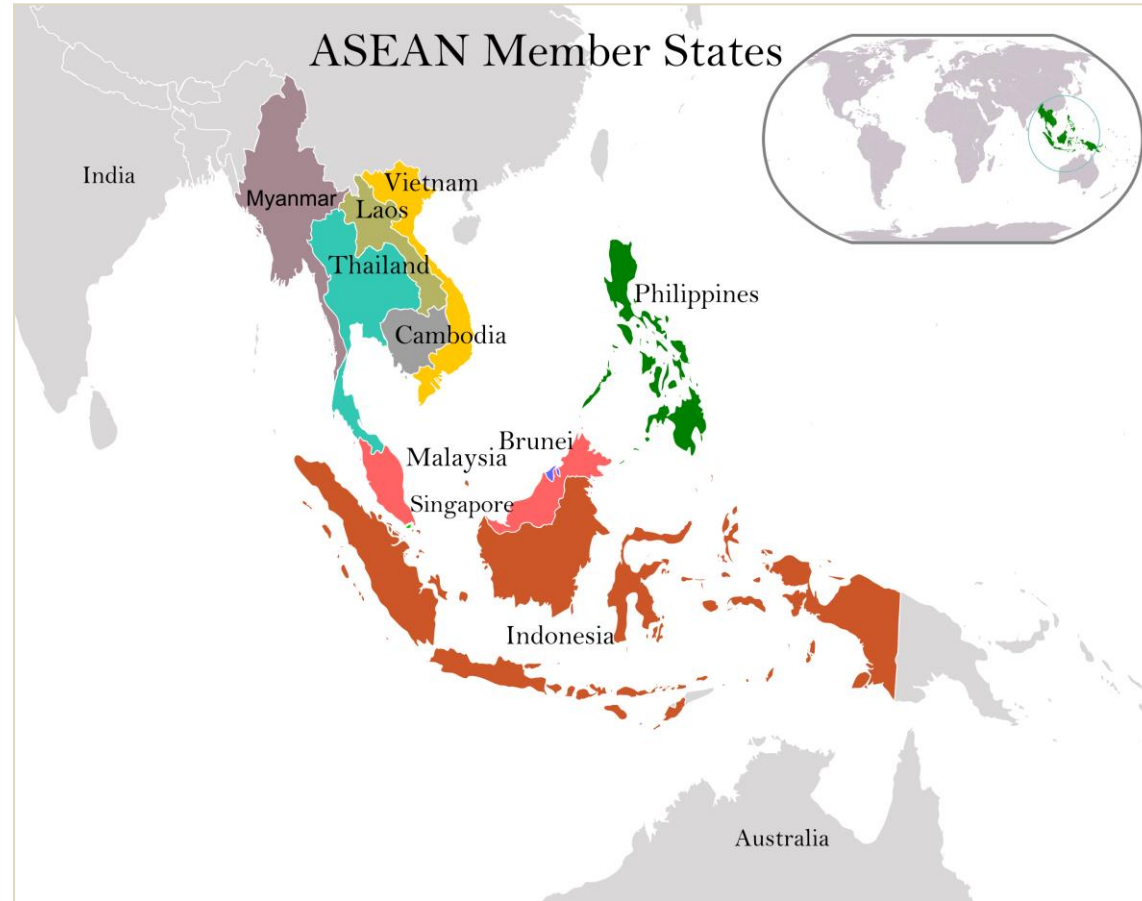 ASEAN Member States
India
Myanmar
Vietnam
Laos
Thailand
Cambodia
Philippines
Brunei
Malaysia
Singapore
Indonesia
Australia